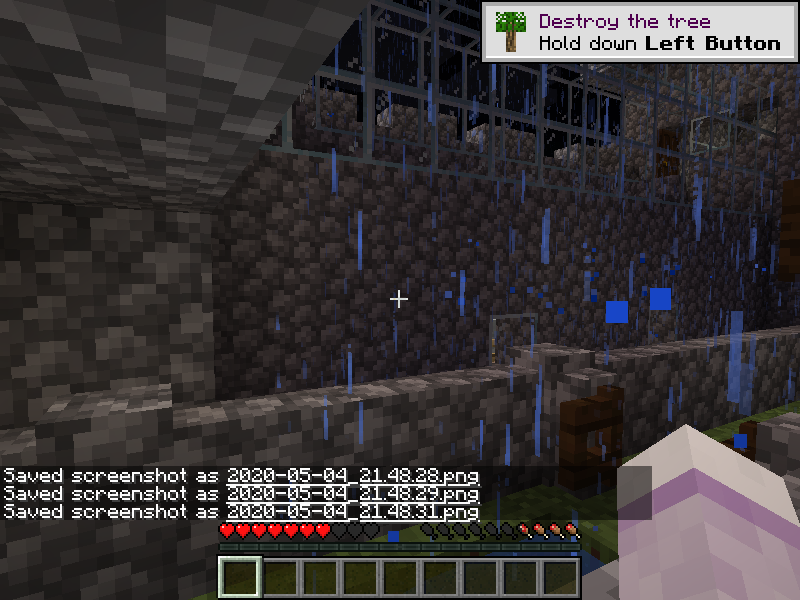 Destroy the tree
Hold down Left Button
Saved screenshot as 2020-05-04_21.48.28.png
Saved screenshot as 2020-05-04_21.48.29.png
Saved screenshot as 2020-05-04_21.48.31.png